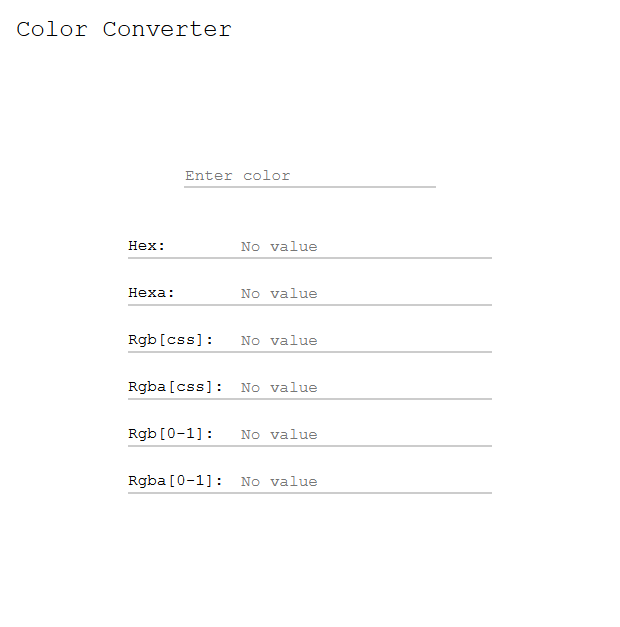 Color Converter
Enter color
Hex: No value
Hexa: No value
Rgb[css]: No value
Rgba[css]: No value
Rgb[0-1]: No value
Rgba[0-1]: No value